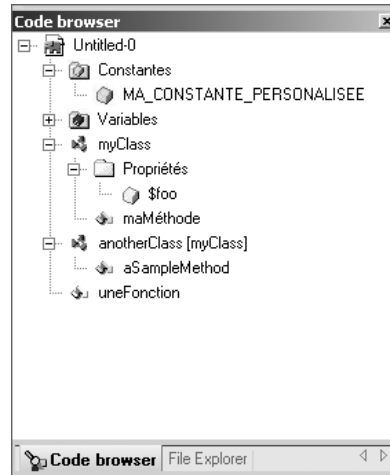 Code browser
Untitled-0
Constantes
MA_CONSTANTE_PERSONALISEE
Variables
myClass
Propriétés
$foo
maMéthode
anotherClass [myClass]
aSampleMethod
uneFonction
Code browser File Explorer